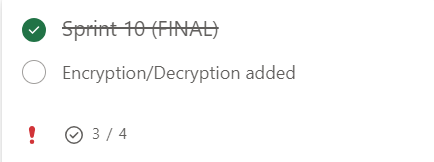 Sprint 10 (FINAL)
Encryption/Decryption added
3 / 4